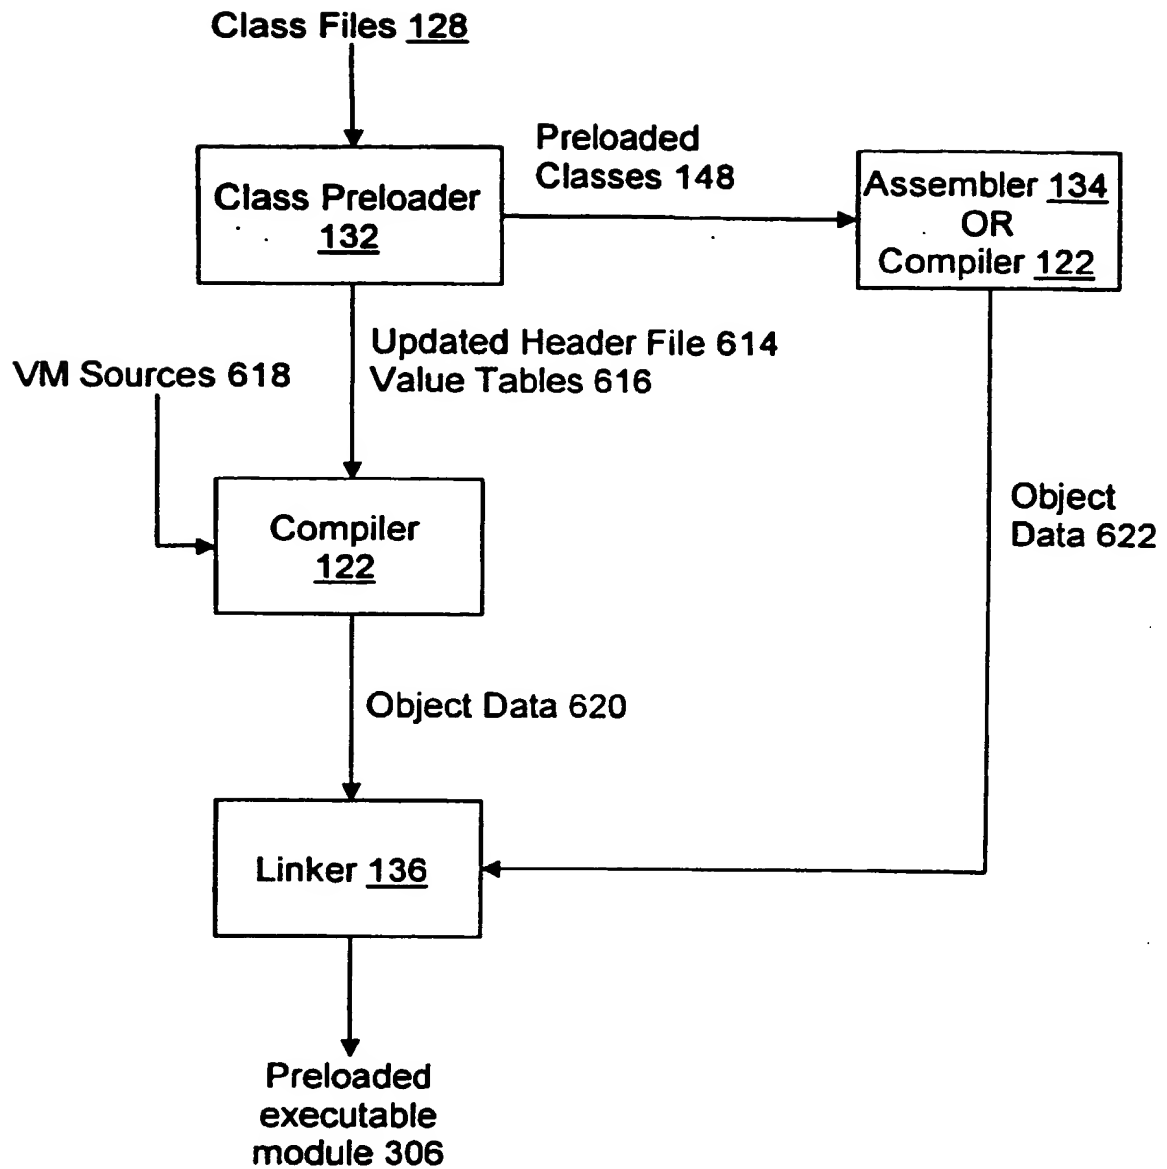 Class Files 128
Preloaded
Classes 148
Class Preloader
132
Assembler 134
OR
Compiler 122
Updated Header File 614
Value Tables 616
VM Sources 618
Compiler
122
Object
Data 622
Object Data 620
Linker 136
Preloaded
executable
module 306